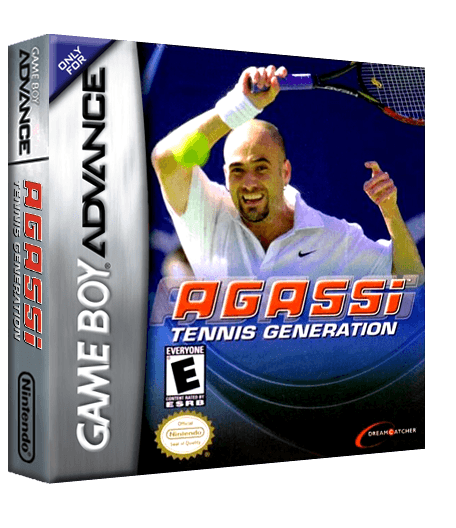 GAME BOY
ADVANCE
AGASSI
TENNIS GENERATION
Nintendo®
ONLY
FOR
GAME BOY® ADVANCE
AGASSI
TENNIS GENERATION
EVERYONE
E
CONTENT RATED BY
ESRB
Official
Nintendo
Seal of Quality
DREAMCATCHER